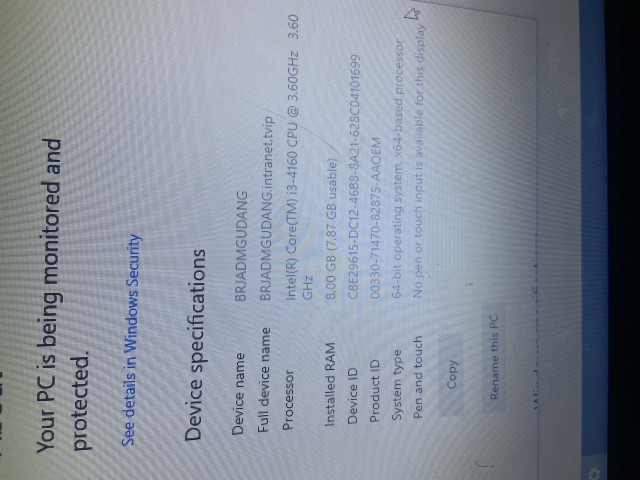 Your PC is being monitored and
protected.
See details in Windows Security
Device specifications
Device name BRJADMGUDANG
Full device name BRJADMGUDANG.intranet.tvip
Processor Intel(R) Core(TM) i3-4160 CPU @ 3.60GHz 3.60
GHz
Installed RAM 8,00 GB (7,87 GB usable)
Device ID C8E29615-DC12-46B8-8A21-628C04101699
Product ID 00330-71470-82875-AAOEM
System type 64-bit operating system, x64-based processor
Pen and touch No pen or touch input is available for this display
Copy
Rename this PC